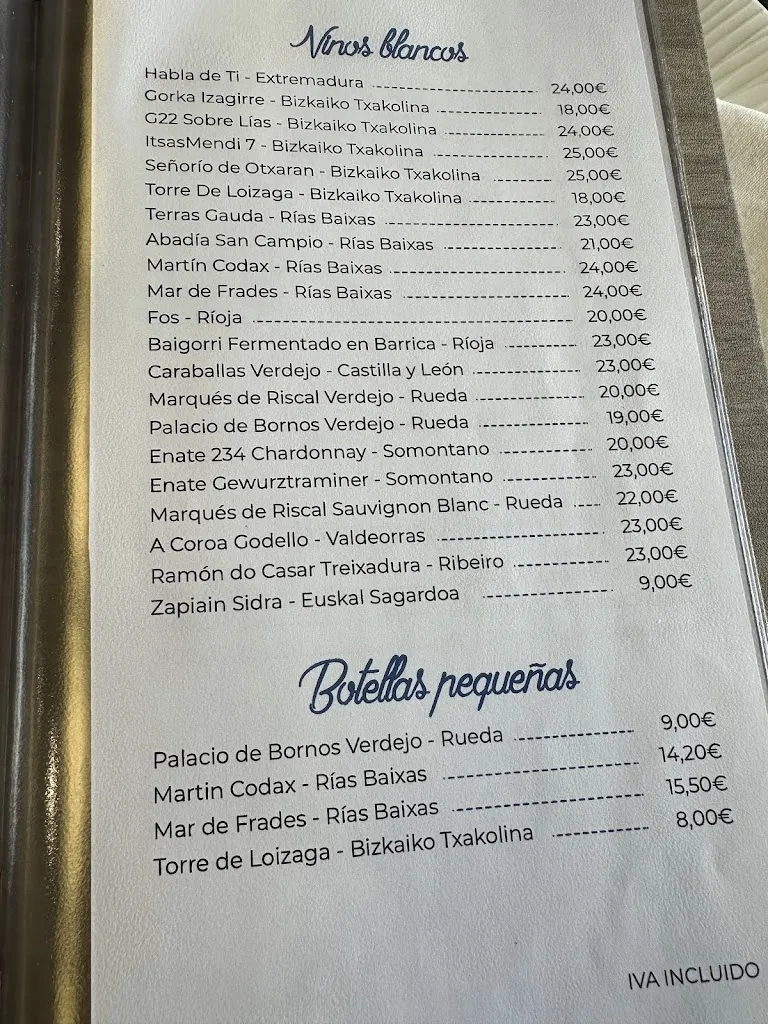 Vinos blancos
Habla de Ti - Extremadura 24,00€
Gorka Izagirre - Bizkaiko Txakolina 18,00€
G22 Sobre Lías - Bizkaiko Txakolina 24,00€
ItsasMendi 7 - Bizkaiko Txakolina 25,00€
Señorío de Otxaran - Bizkaiko Txakolina 25,00€
Torre De Loizaga - Bizkaiko Txakolina 18,00€
Terras Gauda - Rías Baixas 23,00€
Abadía San Campio - Rías Baixas 21,00€
Martín Codax - Rías Baixas 24,00€
Mar de Frades - Rías Baixas 24,00€
Fos - Ríoja 20,00€
Baigorri Fermentado en Barrica - Ríoja 23,00€
Caraballas Verdejo - Castilla y León 23,00€
Marqués de Riscal Verdejo - Rueda 20,00€
Palacio de Bornos Verdejo - Rueda 19,00€
Enate 234 Chardonnay - Somontano 20,00€
Enate Gewurztraminer - Somontano 23,00€
Marqués de Riscal Sauvignon Blanc - Rueda 22,00€
A Coroa Godello - Valdeorras 23,00€
Ramón do Casar Treixadura - Ribeiro 23,00€
Zapiain Sidra - Euskal Sagardoa 9,00€
Botellas pequeñas
Palacio de Bornos Verdejo - Rueda 9,00€
Martin Codax - Rías Baixas 14,20€
Mar de Frades - Rías Baixas 15,50€
Torre de Loizaga - Bizkaiko Txakolina 8,00€
IVA INCLUIDO